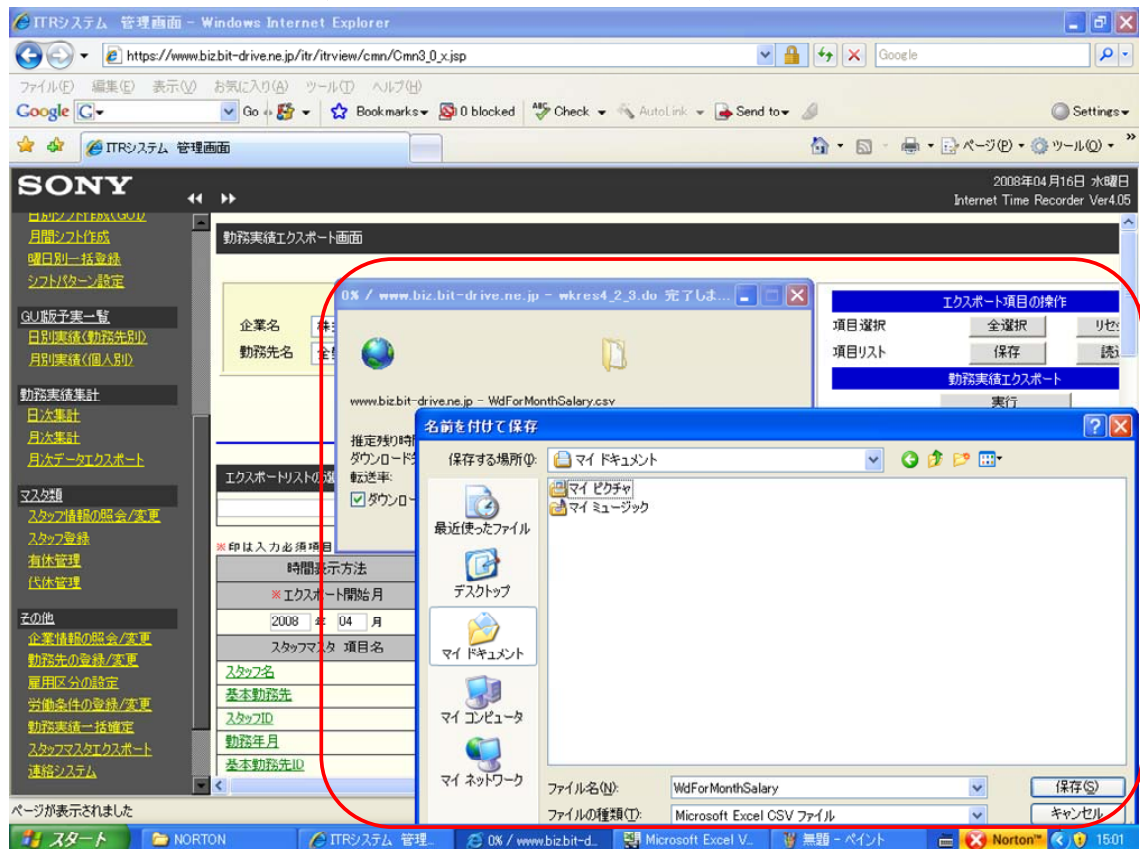 ITRシステム 管理画面 - Windows Internet Explorer
https://www.biz.bit-drive.ne.jp/itr/itrview/cmn/Cmn3_0_x.jsp
Google
ファイル(F) 編集(E) 表示(V) お気に入り(A) ツール(T) ヘルプ(H)
Google G Go Bookmarks 0 blocked Check AutoLink Send to Settings
ITRシステム 管理画面
ページ(P) ツール(O) »
SONY
2008年04月16日 水曜日
Internet Time Recorder Ver4.05
日別シフト作成(GUI)
月間シフト作成
曜日別一括登録
シフトパターン設定
GUI版予実一覧
日別実績(勤務先別)
月別実績(個人別)
勤務実績集計
日次集計
月次集計
月次データエクスポート
マスタ類
スタッフ情報の照会/変更
スタッフ登録
有休管理
代休管理
その他
企業情報の照会/変更
勤務先の登録/変更
雇用区分の設定
労働条件の登録/変更
勤務実績一括確定
スタッフマスタエクスポート
連絡システム
勤務実績エクスポート画面
企業名
勤務先名
エクスポート項目の操作
項目選択 全選択
項目リスト 保存
勤務実績エクスポート
実行
エクスポートリストの
※印は入力必須項目
時間表示方法
※エクスポート開始月
2008 年 04 月
スタッフマスタ 項目名
スタッフ名
基本勤務先
スタッフID
勤務年月
基本勤務先ID
0% / www.biz.bit-drive.ne.jp - wkres4_2_3.do 完了しま...
www.biz.bit-drive.ne.jp - WdForMonthSalary.csv
推定残り時間
ダウンロード
転送率:
ダウンロー
名前を付けて保存
保存する場所(I): マイ ドキュメント
マイ ピクチャ
マイ ミュージック
最近使ったファイル
デスクトップ
マイ ドキュメント
マイ コンピュータ
マイ ネットワーク
ファイル名(N): WdForMonthSalary 保存(S)
ファイルの種類(T): Microsoft Excel CSV ファイル キャンセル
ページが表示されました
スタート NORTON ITRシステム 管理... 0% / www.biz.bit-d... Microsoft Excel V... 無題 - ペイント Norton™ 15:01